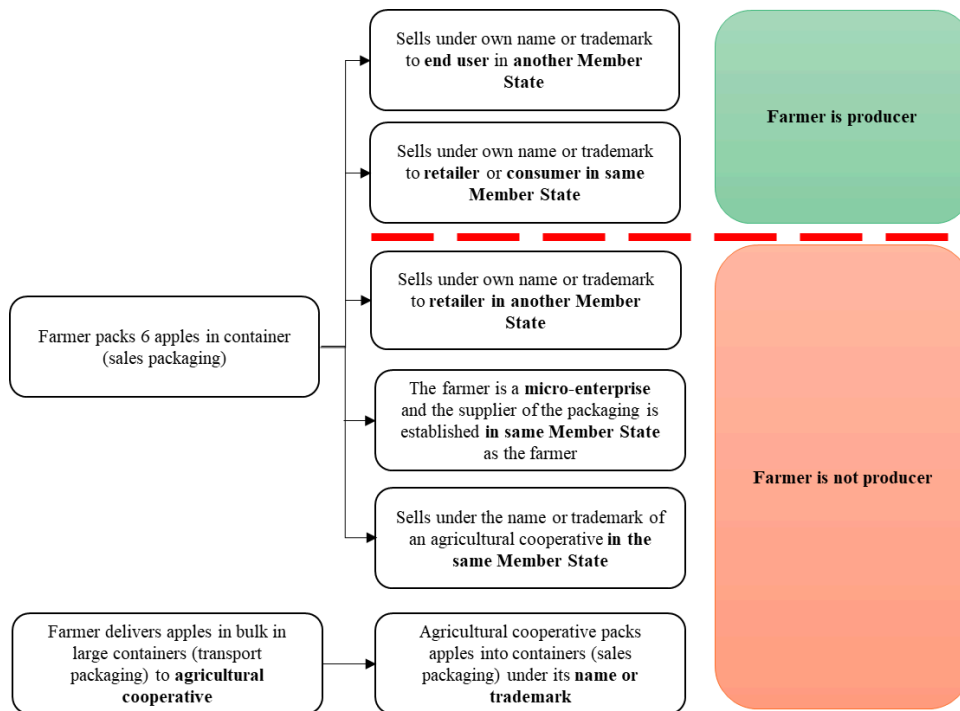 Sells under own name or trademark
to end user in another Member
State
Farmer is producer
Sells under own name or trademark
to retailer or consumer in same
Member State
Sells under own name or trademark
to retailer in another Member
State
Farmer packs 6 apples in container
(sales packaging)
The farmer is a micro-enterprise
and the supplier of the packaging is
established in same Member State
as the farmer
Farmer is not producer
Sells under the name or trademark of
an agricultural cooperative in the
same Member State
Farmer delivers apples in bulk in
large containers (transport
packaging) to agricultural
cooperative
Agricultural cooperative packs
apples into containers (sales
packaging) under its name or
trademark